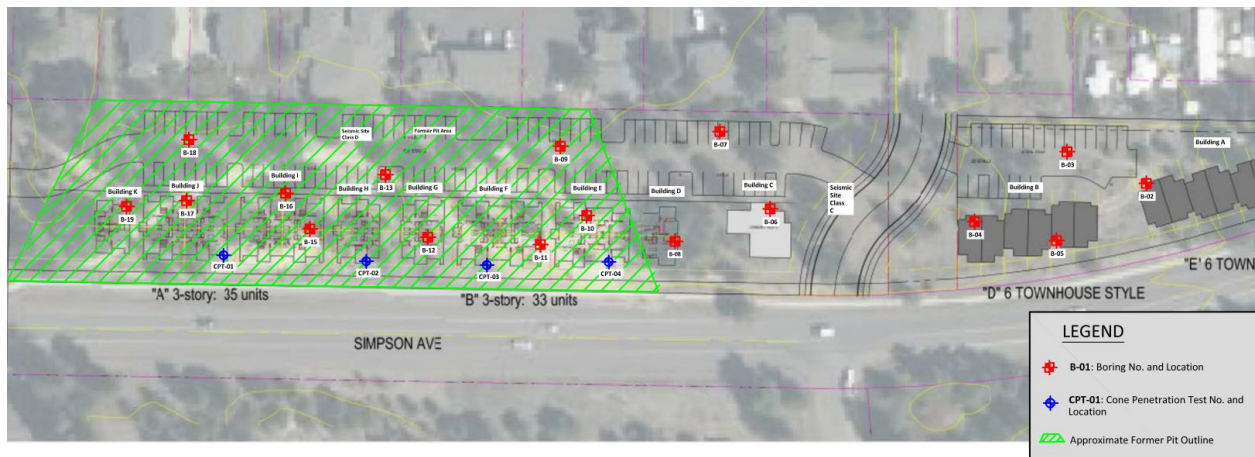 Building A
B-07
Seismic Site
Class D
Former Pit Area
B-18
B-09
B-03
B-02
B-13
Building K
Building J
Building I
Building H
Building G
Building F
Building E
Building D
Building C
Seismic
Site
Class
C
Building B
B-19
B-17
B-16
B-10
B-06
B-04
B-15
B-12
B-11
B-08
B-05
CPT-01
CPT-02
CPT-03
CPT-04
"E' 6 TOWN
"A" 3-story: 35 units
"B" 3-story: 33 units
"D" 6 TOWNHOUSE STYLE
SIMPSON AVE
LEGEND
B-01: Boring No. and Location
CPT-01: Cone Penetration Test No. and
Location
Approximate Former Pit Outline